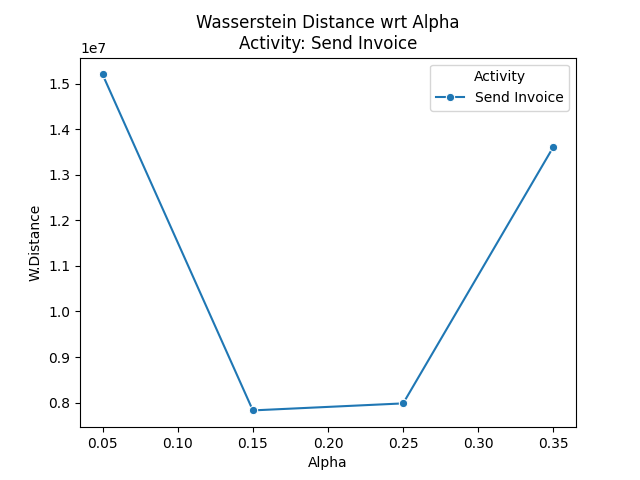 Wasserstein Distance wrt Alpha
Activity: Send Invoice
1e7
Activity
Send Invoice
1.5
1.4
1.3
1.2
1.1
1.0
0.9
0.8
W.Distance
0.05 0.10 0.15 0.20 0.25 0.30 0.35
Alpha